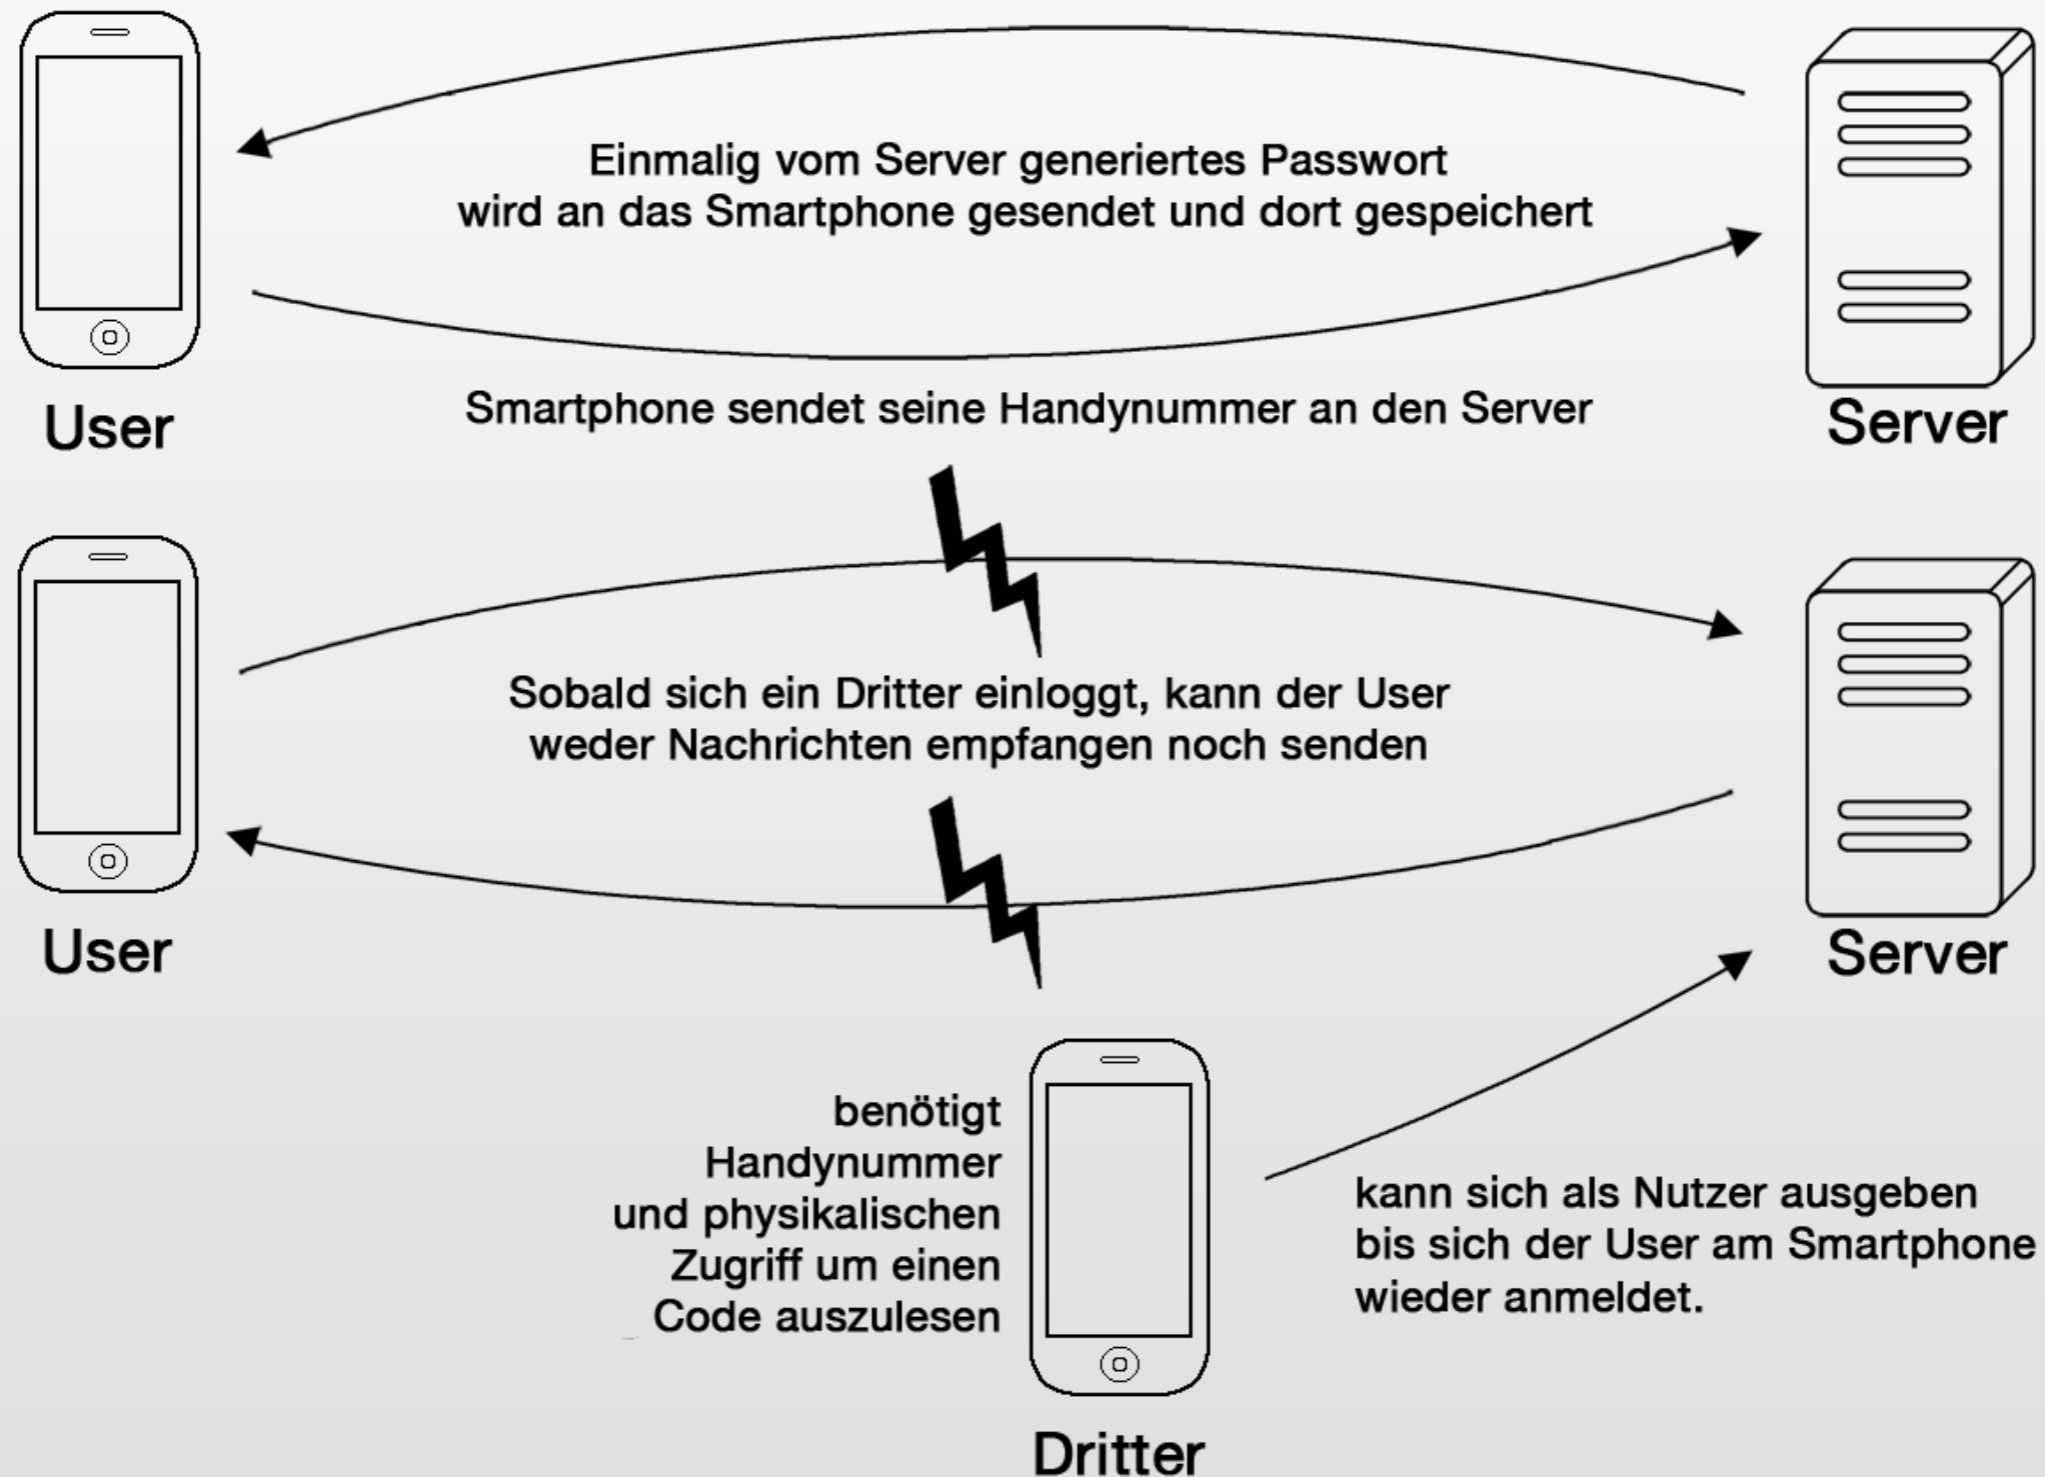 Einmalig vom Server generiertes Passwort
wird an das Smartphone gesendet und dort gespeichert
Smartphone sendet seine Handynummer an den Server
User
Server
Sobald sich ein Dritter einloggt, kann der User
weder Nachrichten empfangen noch senden
User
Server
benötigt
Handynummer
und physikalischen
Zugriff um einen
Code auszulesen
kann sich als Nutzer ausgeben
bis sich der User am Smartphone
wieder anmeldet.
Dritter